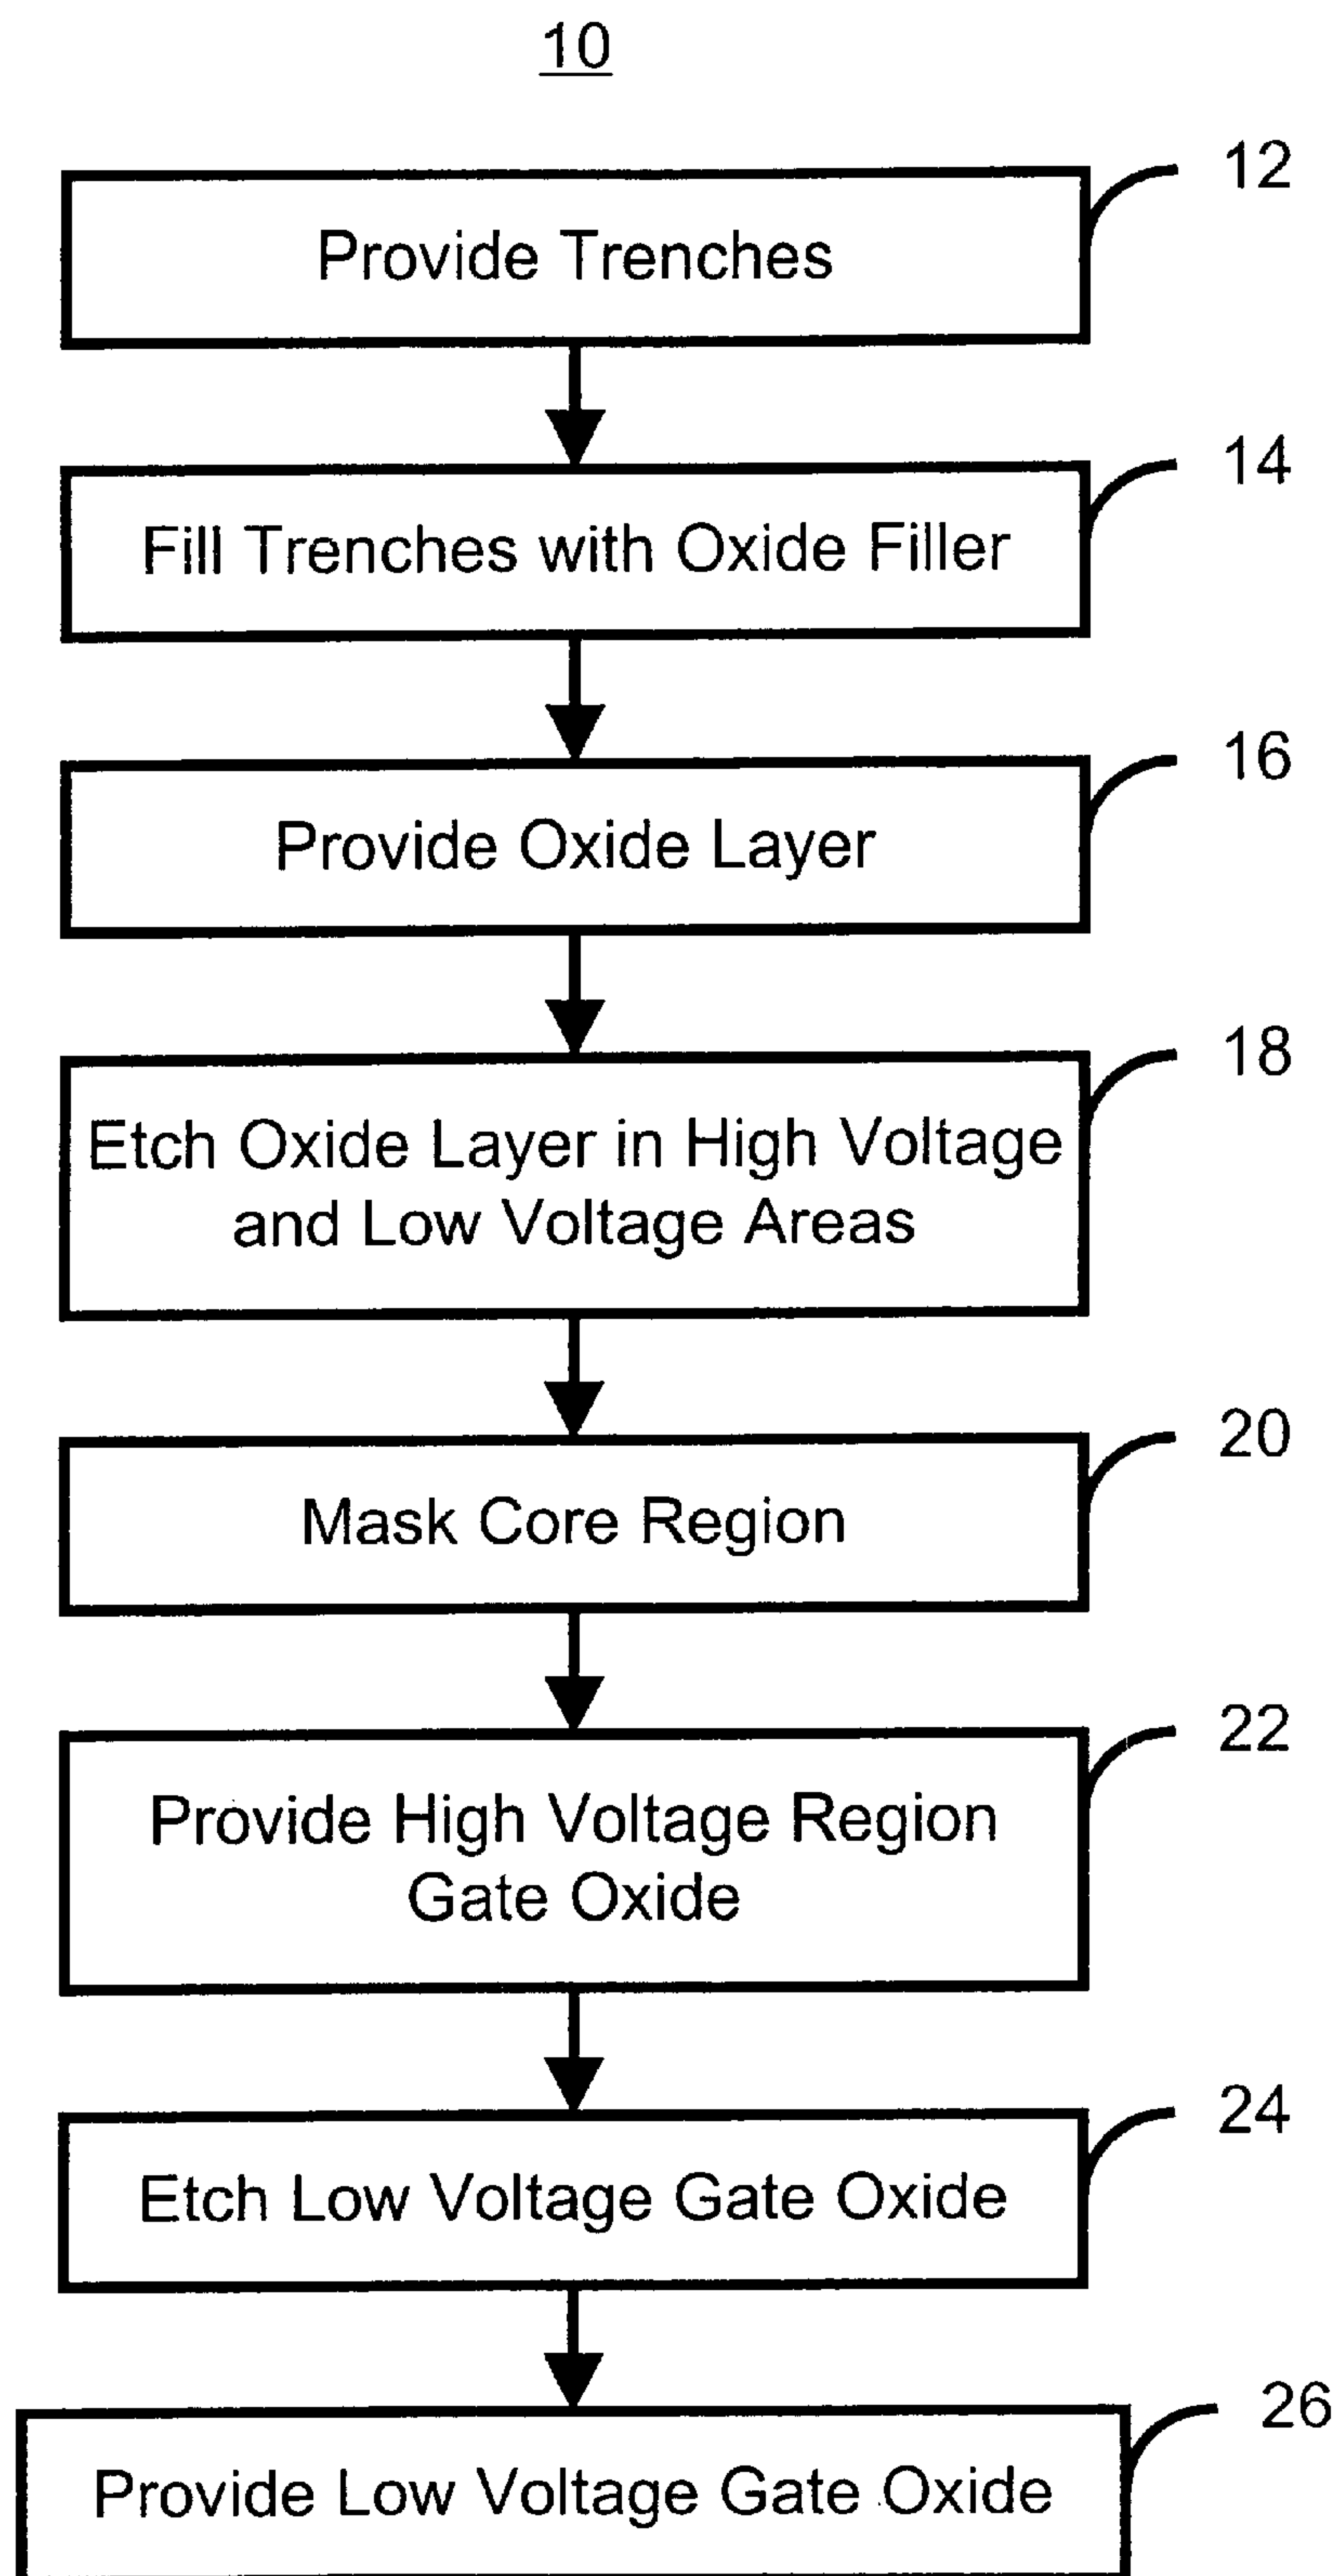 10
12
Provide Trenches
14
Fill Trenches with Oxide Filler
16
Provide Oxide Layer
18
Etch Oxide Layer in High Voltage
and Low Voltage Areas
20
Mask Core Region
22
Provide High Voltage Region
Gate Oxide
24
Etch Low Voltage Gate Oxide
26
Provide Low Voltage Gate Oxide